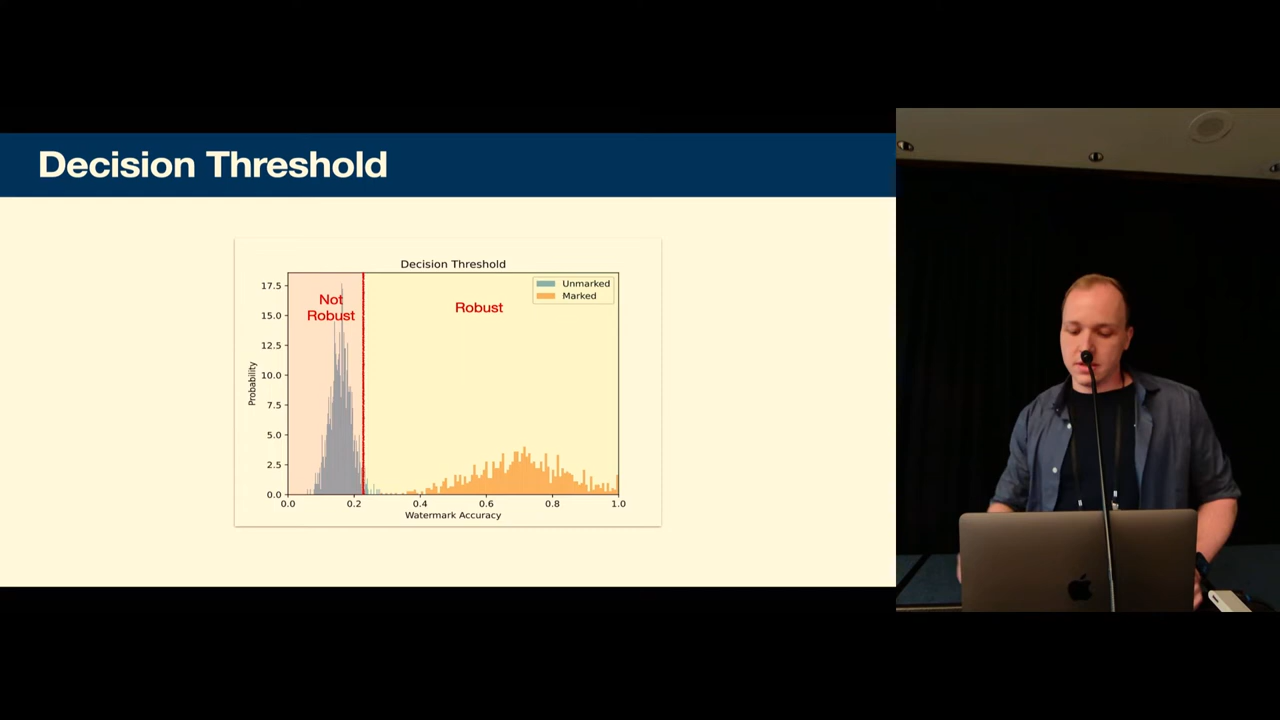 Decision Threshold
Decision Threshold
17.5
15.0
12.5
10.0
7.5
5.0
2.5
0.0
Probability
Not
Robust
Robust
Unmarked
Marked
0.0 0.2 0.4 0.6 0.8 1.0
Watermark Accuracy